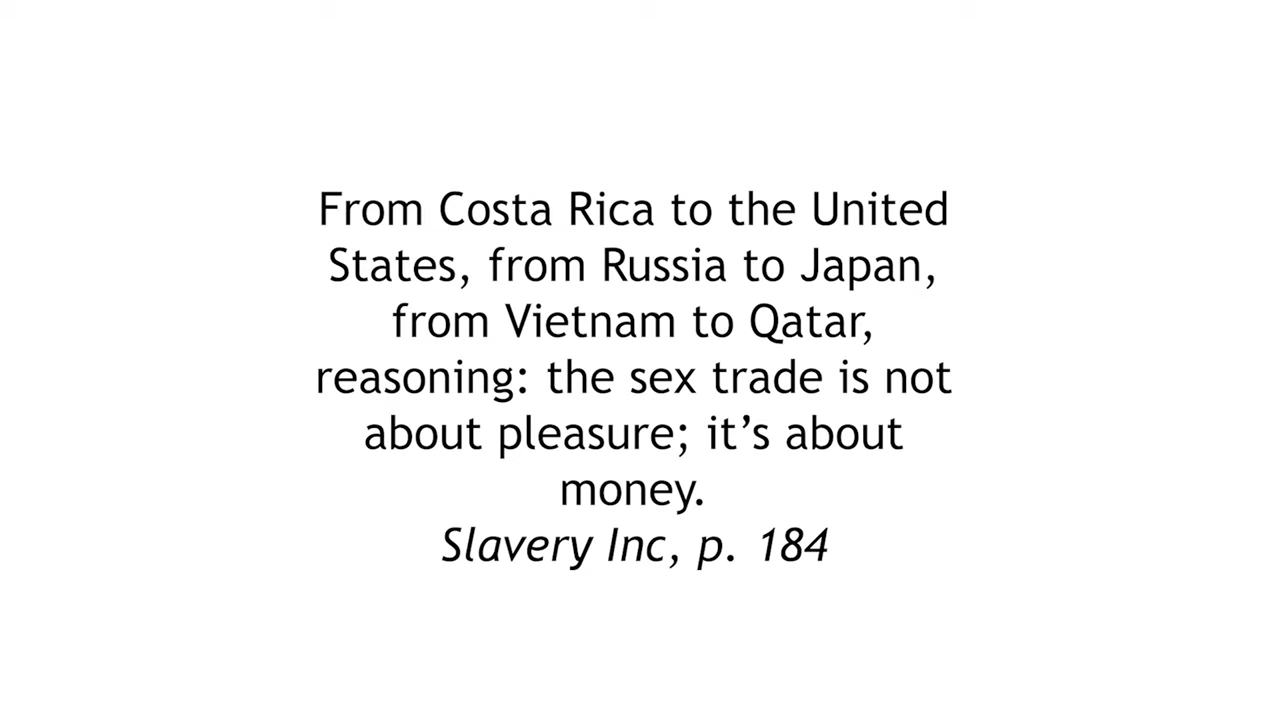 From Costa Rica to the United
States, from Russia to Japan,
from Vietnam to Qatar,
reasoning: the sex trade is not
about pleasure; it’s about
money.
Slavery Inc, p. 184